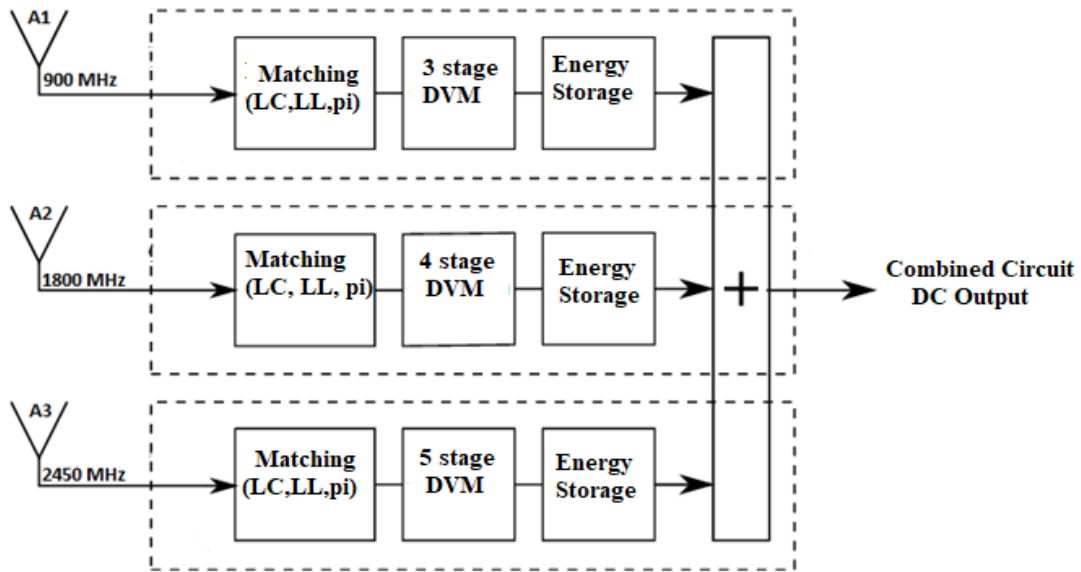 A1
900 MHz
Matching
(LC,LL,pi)
3 stage
DVM
Energy
Storage
A2
1800 MHz
Matching
(LC, LL, pi)
4 stage
DVM
Energy
Storage
+
Combined Circuit
DC Output
A3
2450 MHz
Matching
(LC,LL,pi)
5 stage
DVM
Energy
Storage